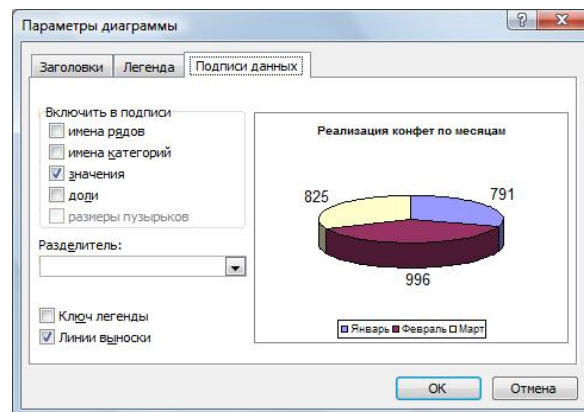 Параметры диаграммы
Заголовки Легенда Подписи данных
Включить в подписи
имена рядов
имена категорий
значения
доли
размеры пузырьков
Разделитель:
Ключ легенды
Линии выноски
Реализация конфет по месяцам
825 791
996
Январь Февраль Март
ОК Отмена